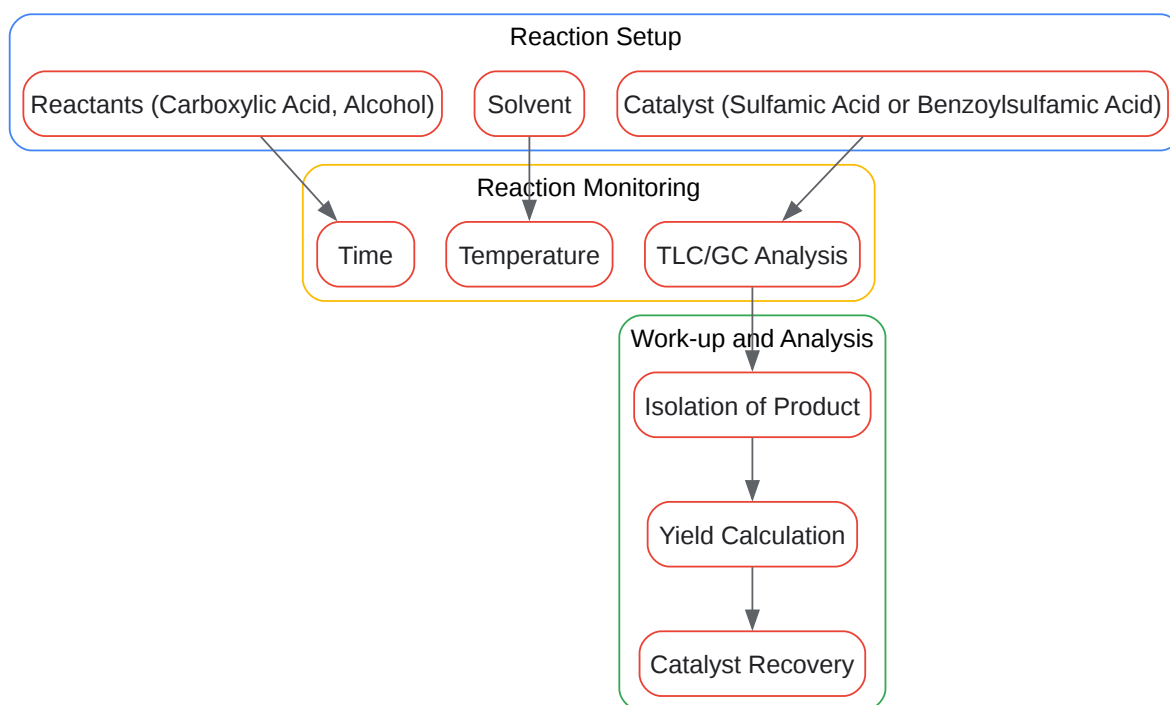 Reaction Setup
Reactants (Carboxylic Acid, Alcohol)
Solvent
Catalyst (Sulfamic Acid or Benzoylsulfamic Acid)
Reaction Monitoring
Time
Temperature
TLC/GC Analysis
Work-up and Analysis
Isolation of Product
Yield Calculation
Catalyst Recovery